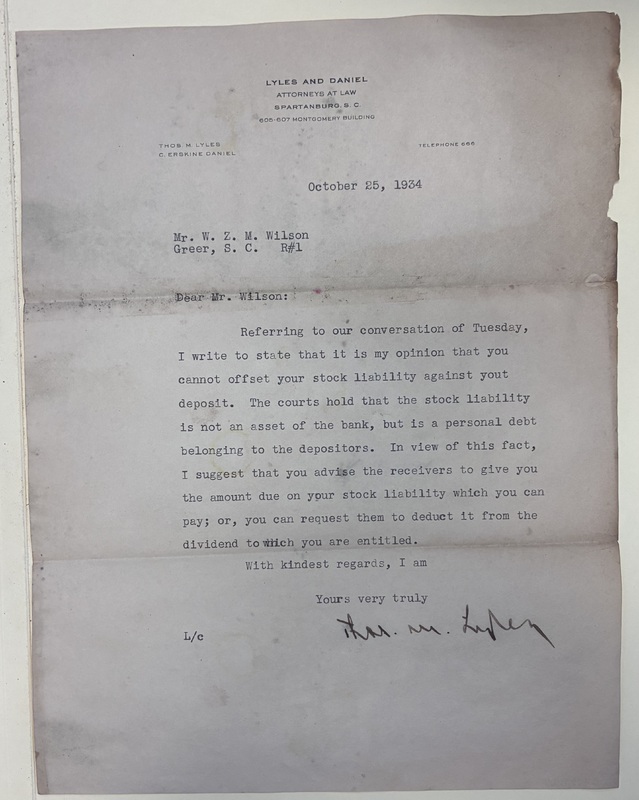 LYLES AND DANIEL
ATTORNEYS AT LAW
SPARTANBURG, S. C.
605-607 MONTGOMERY BUILDING
THOS. M. LYLES
C. ERSKINE DANIEL
TELEPHONE 666
October 25, 1934
Mr. W. Z. M. Wilson
Greer, S. C. R#1
Dear Mr. Wilson:
Referring to our conversation of Tuesday,
I write to state that it is my opinion that you
cannot offset your stock liability against yout
deposit. The courts hold that the stock liability
is not an asset of the bank, but is a personal debt
belonging to the depositors. In view of this fact,
I suggest that you advise the receivers to give you
the amount due on your stock liability which you can
pay; or, you can request them to deduct it from the
dividend to which you are entitled.
With kindest regards, I am
Yours very truly
Thos. M. Lyles
L/c